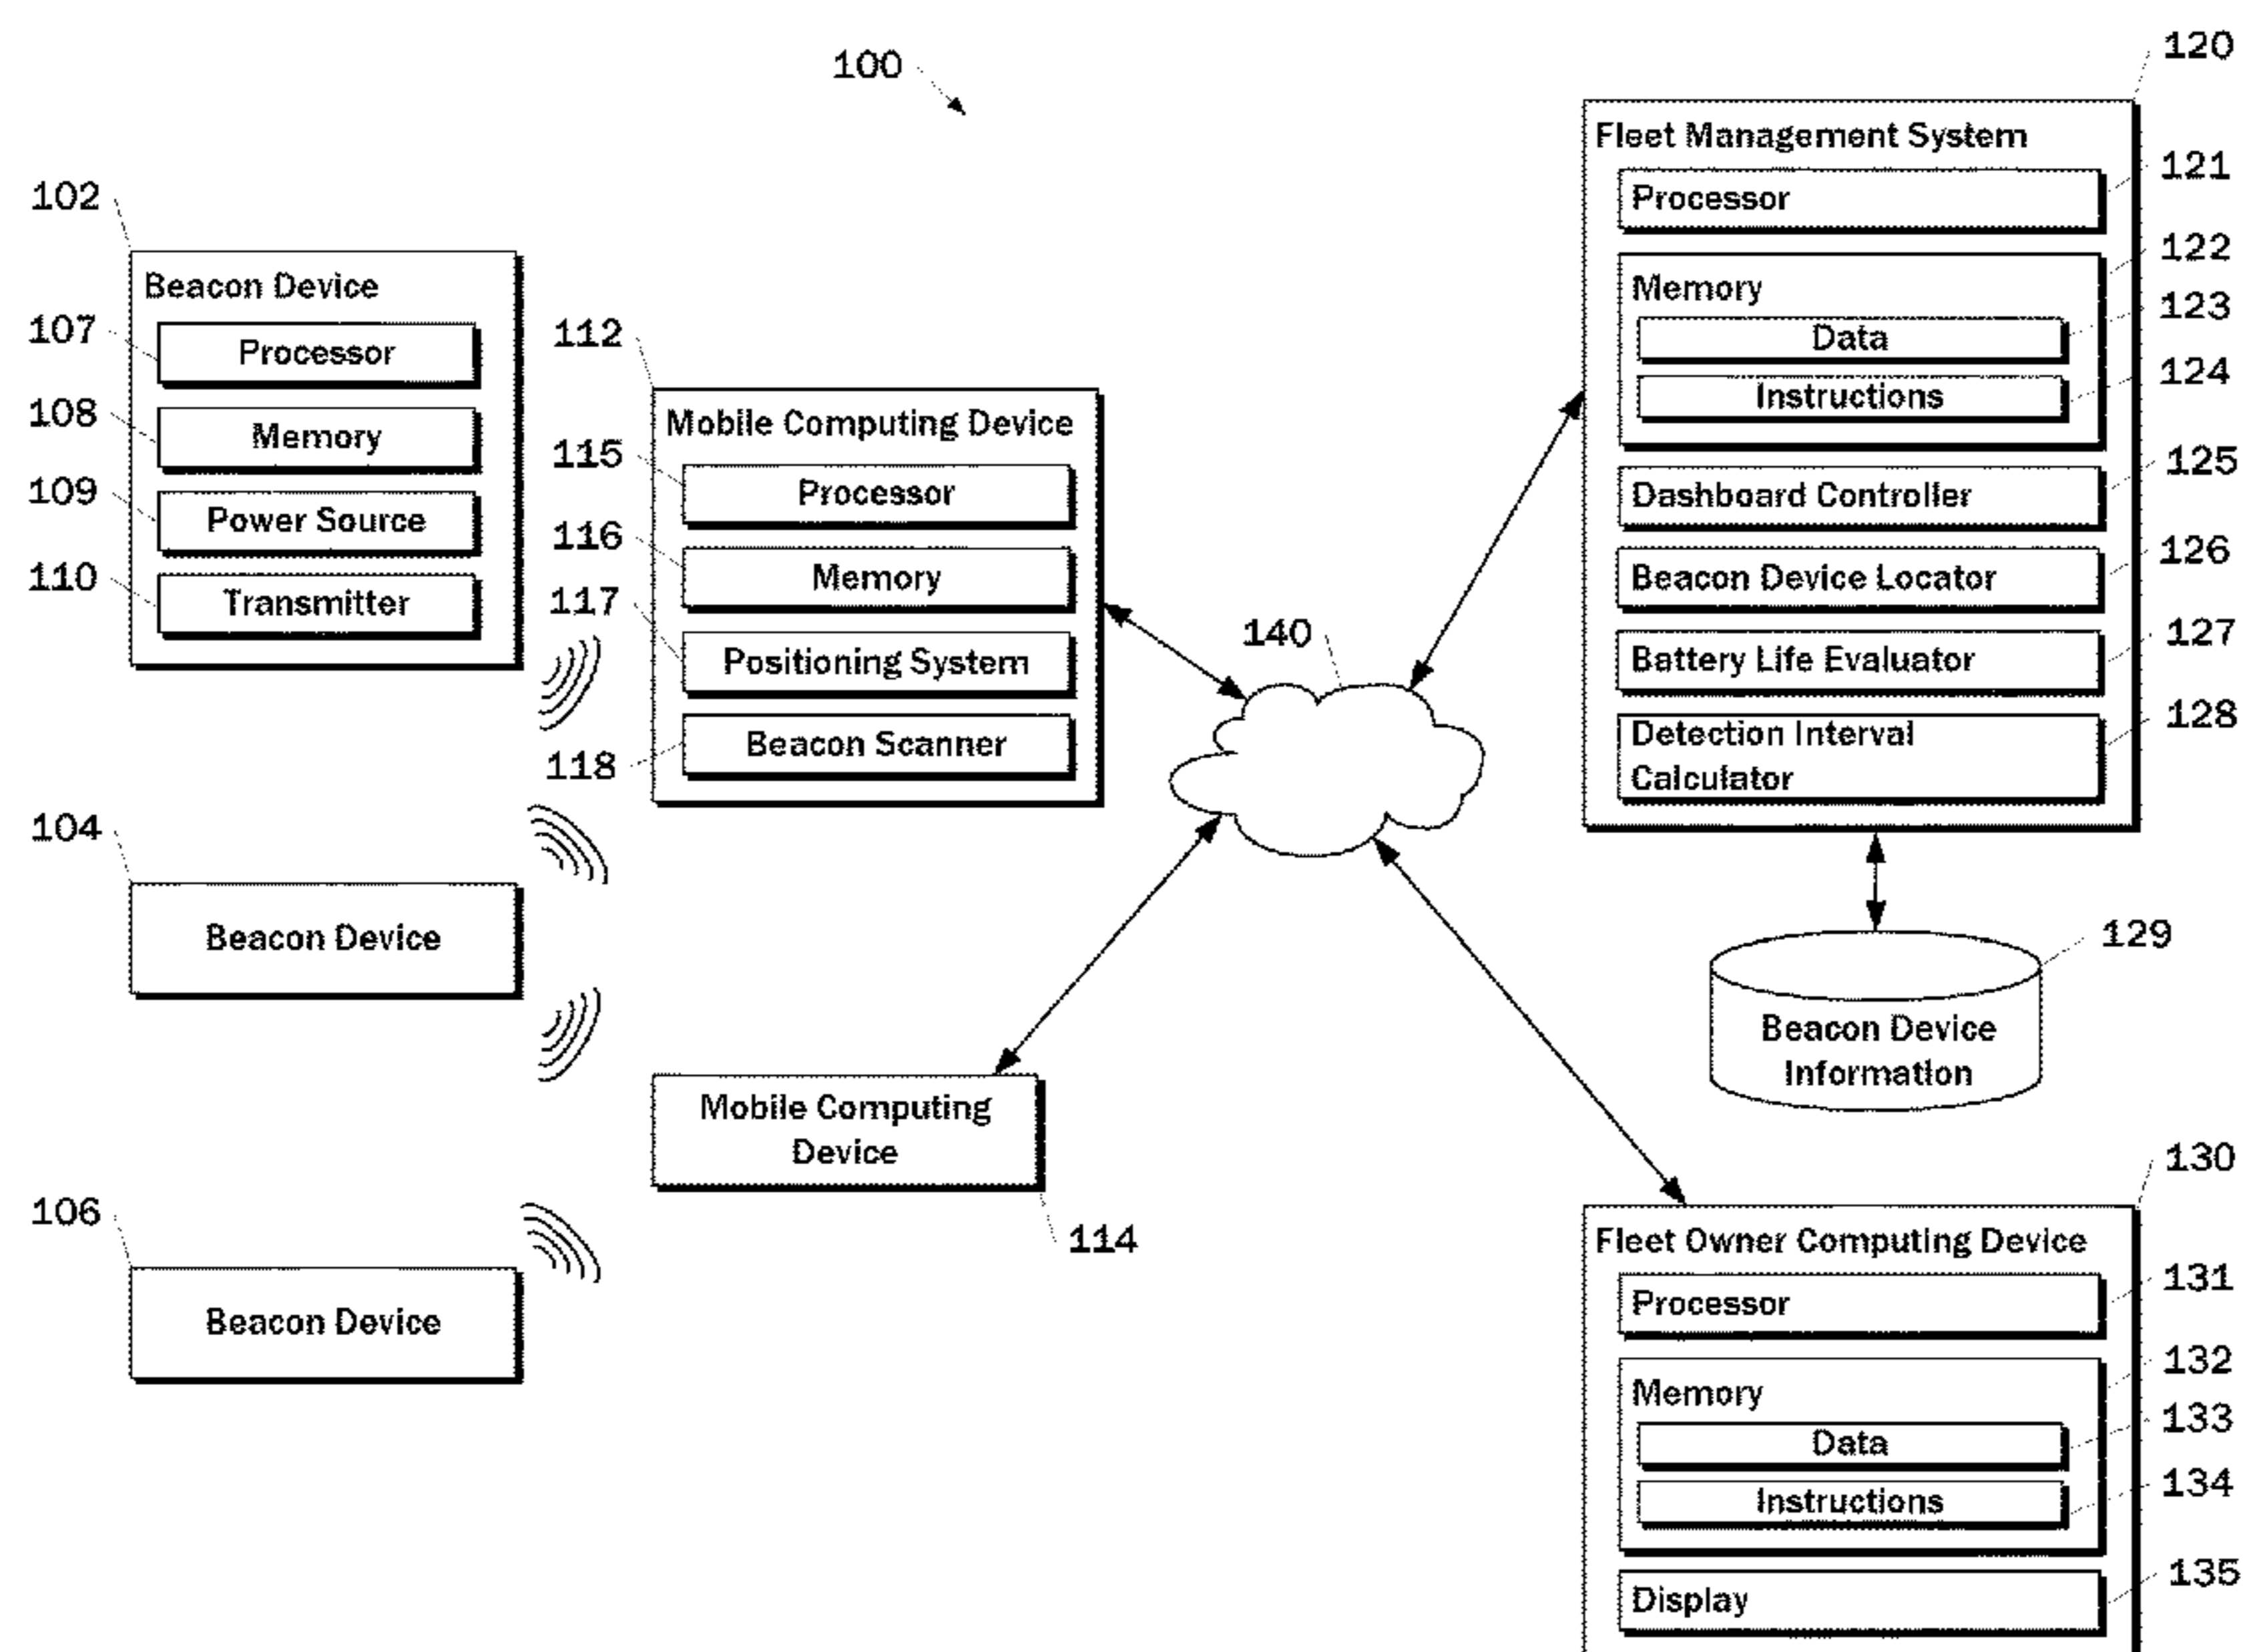 100
102
Beacon Device
107
Processor
108
Memory
109
Power Source
110
Transmitter
104
Beacon Device
106
Beacon Device
112
Mobile Computing Device
115
Processor
116
Memory
117
Positioning System
118
Beacon Scanner
Mobile Computing
Device
114
140
120
Fleet Management System
121
Processor
122
Memory
123
Data
124
Instructions
125
Dashboard Controller
126
Beacon Device Locator
127
Battery Life Evaluator
128
Detection Interval
Calculator
129
Beacon Device
Information
130
Fleet Owner Computing Device
131
Processor
132
Memory
133
Data
134
Instructions
135
Display